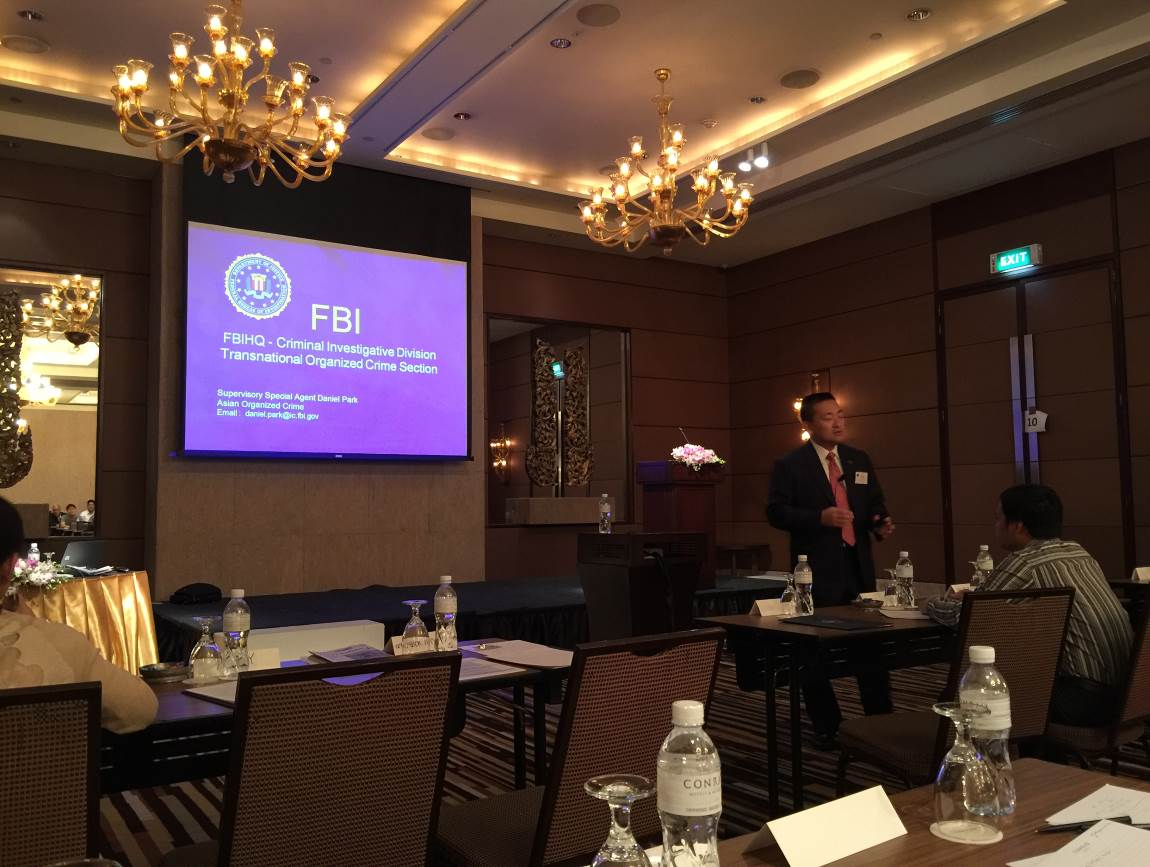 FBI
FBIHQ - Criminal Investigative Division
Transnational Organized Crime Section
Supervisory Special Agent Daniel Park
Asian Organized Crime
Email : daniel.park@ic.fbi.gov
EXIT
10
CONR